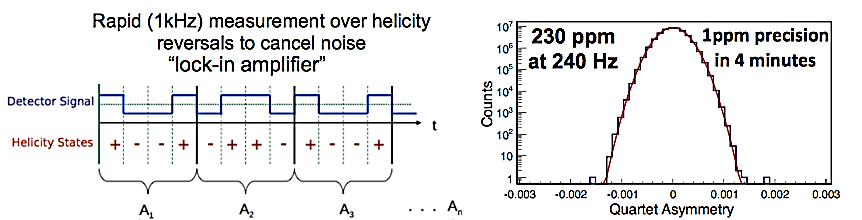 Rapid (1kHz) measurement over helicity
reversals to cancel noise
“lock-in amplifier”
Detector Signal
t
Helicity States + - - + - + + - + - - +
A1 A2 A3 . . . An
230 ppm
at 240 Hz
1ppm precision
in 4 minutes
Counts
10^7
10^6
10^5
10^4
10^3
10^2
10
1
-0.003 -0.002 -0.001 0 0.001 0.002 0.003
Quartet Asymmetry